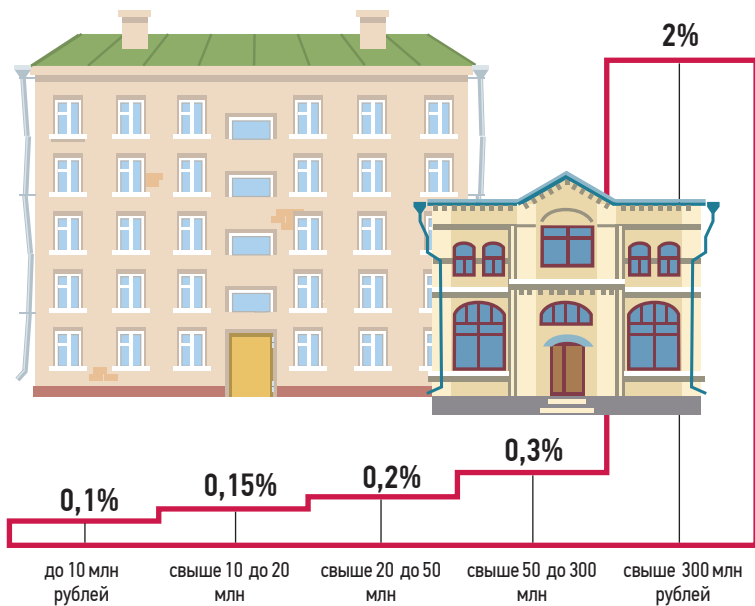 2%
0,3%
0,2%
0,15%
0,1%
до 10 млн
рублей
свыше 10 до 20
млн
свыше 20 до 50
млн
свыше 50 до 300
млн
свыше 300 млн
рублей